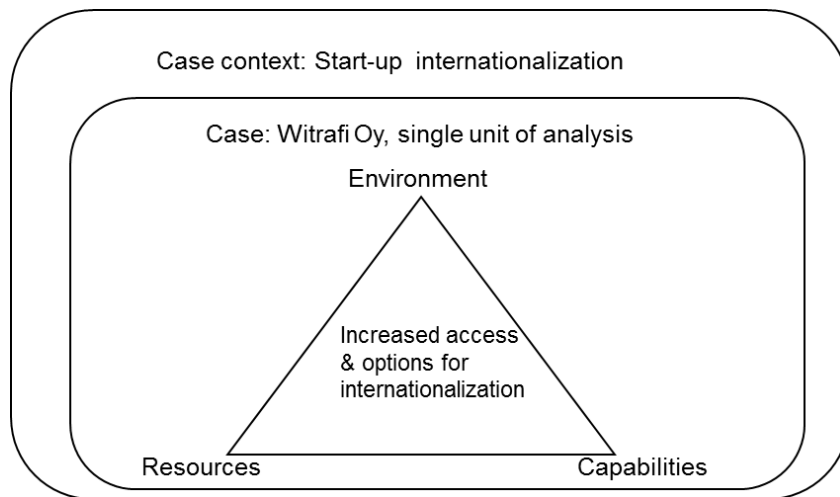 Case context: Start-up internationalization
Case: Witrafi Oy, single unit of analysis
Environment
Increased access
& options for
internationalization
Resources
Capabilities